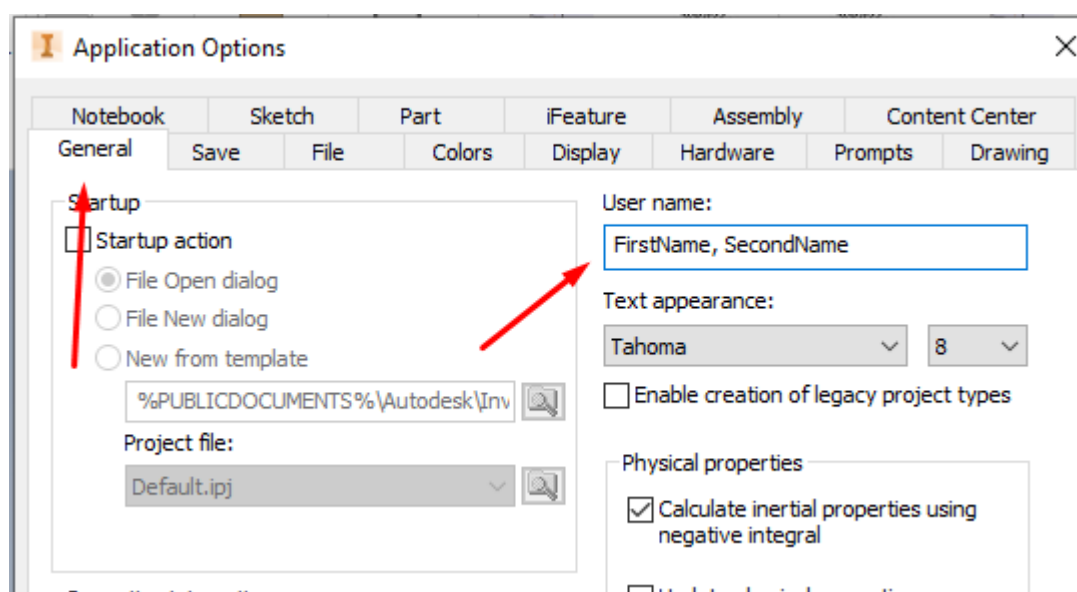 Application Options
Notebook Sketch Part iFeature Assembly Content Center
General Save File Colors Display Hardware Prompts Drawing
Startup
Startup action
File Open dialog
File New dialog
New from template
%PUBLICDOCUMENTS%\Autodesk\Inv
Project file:
Default.ipj
User name:
FirstName, SecondName
Text appearance:
Tahoma 8
Enable creation of legacy project types
Physical properties
Calculate inertial properties using
negative integral